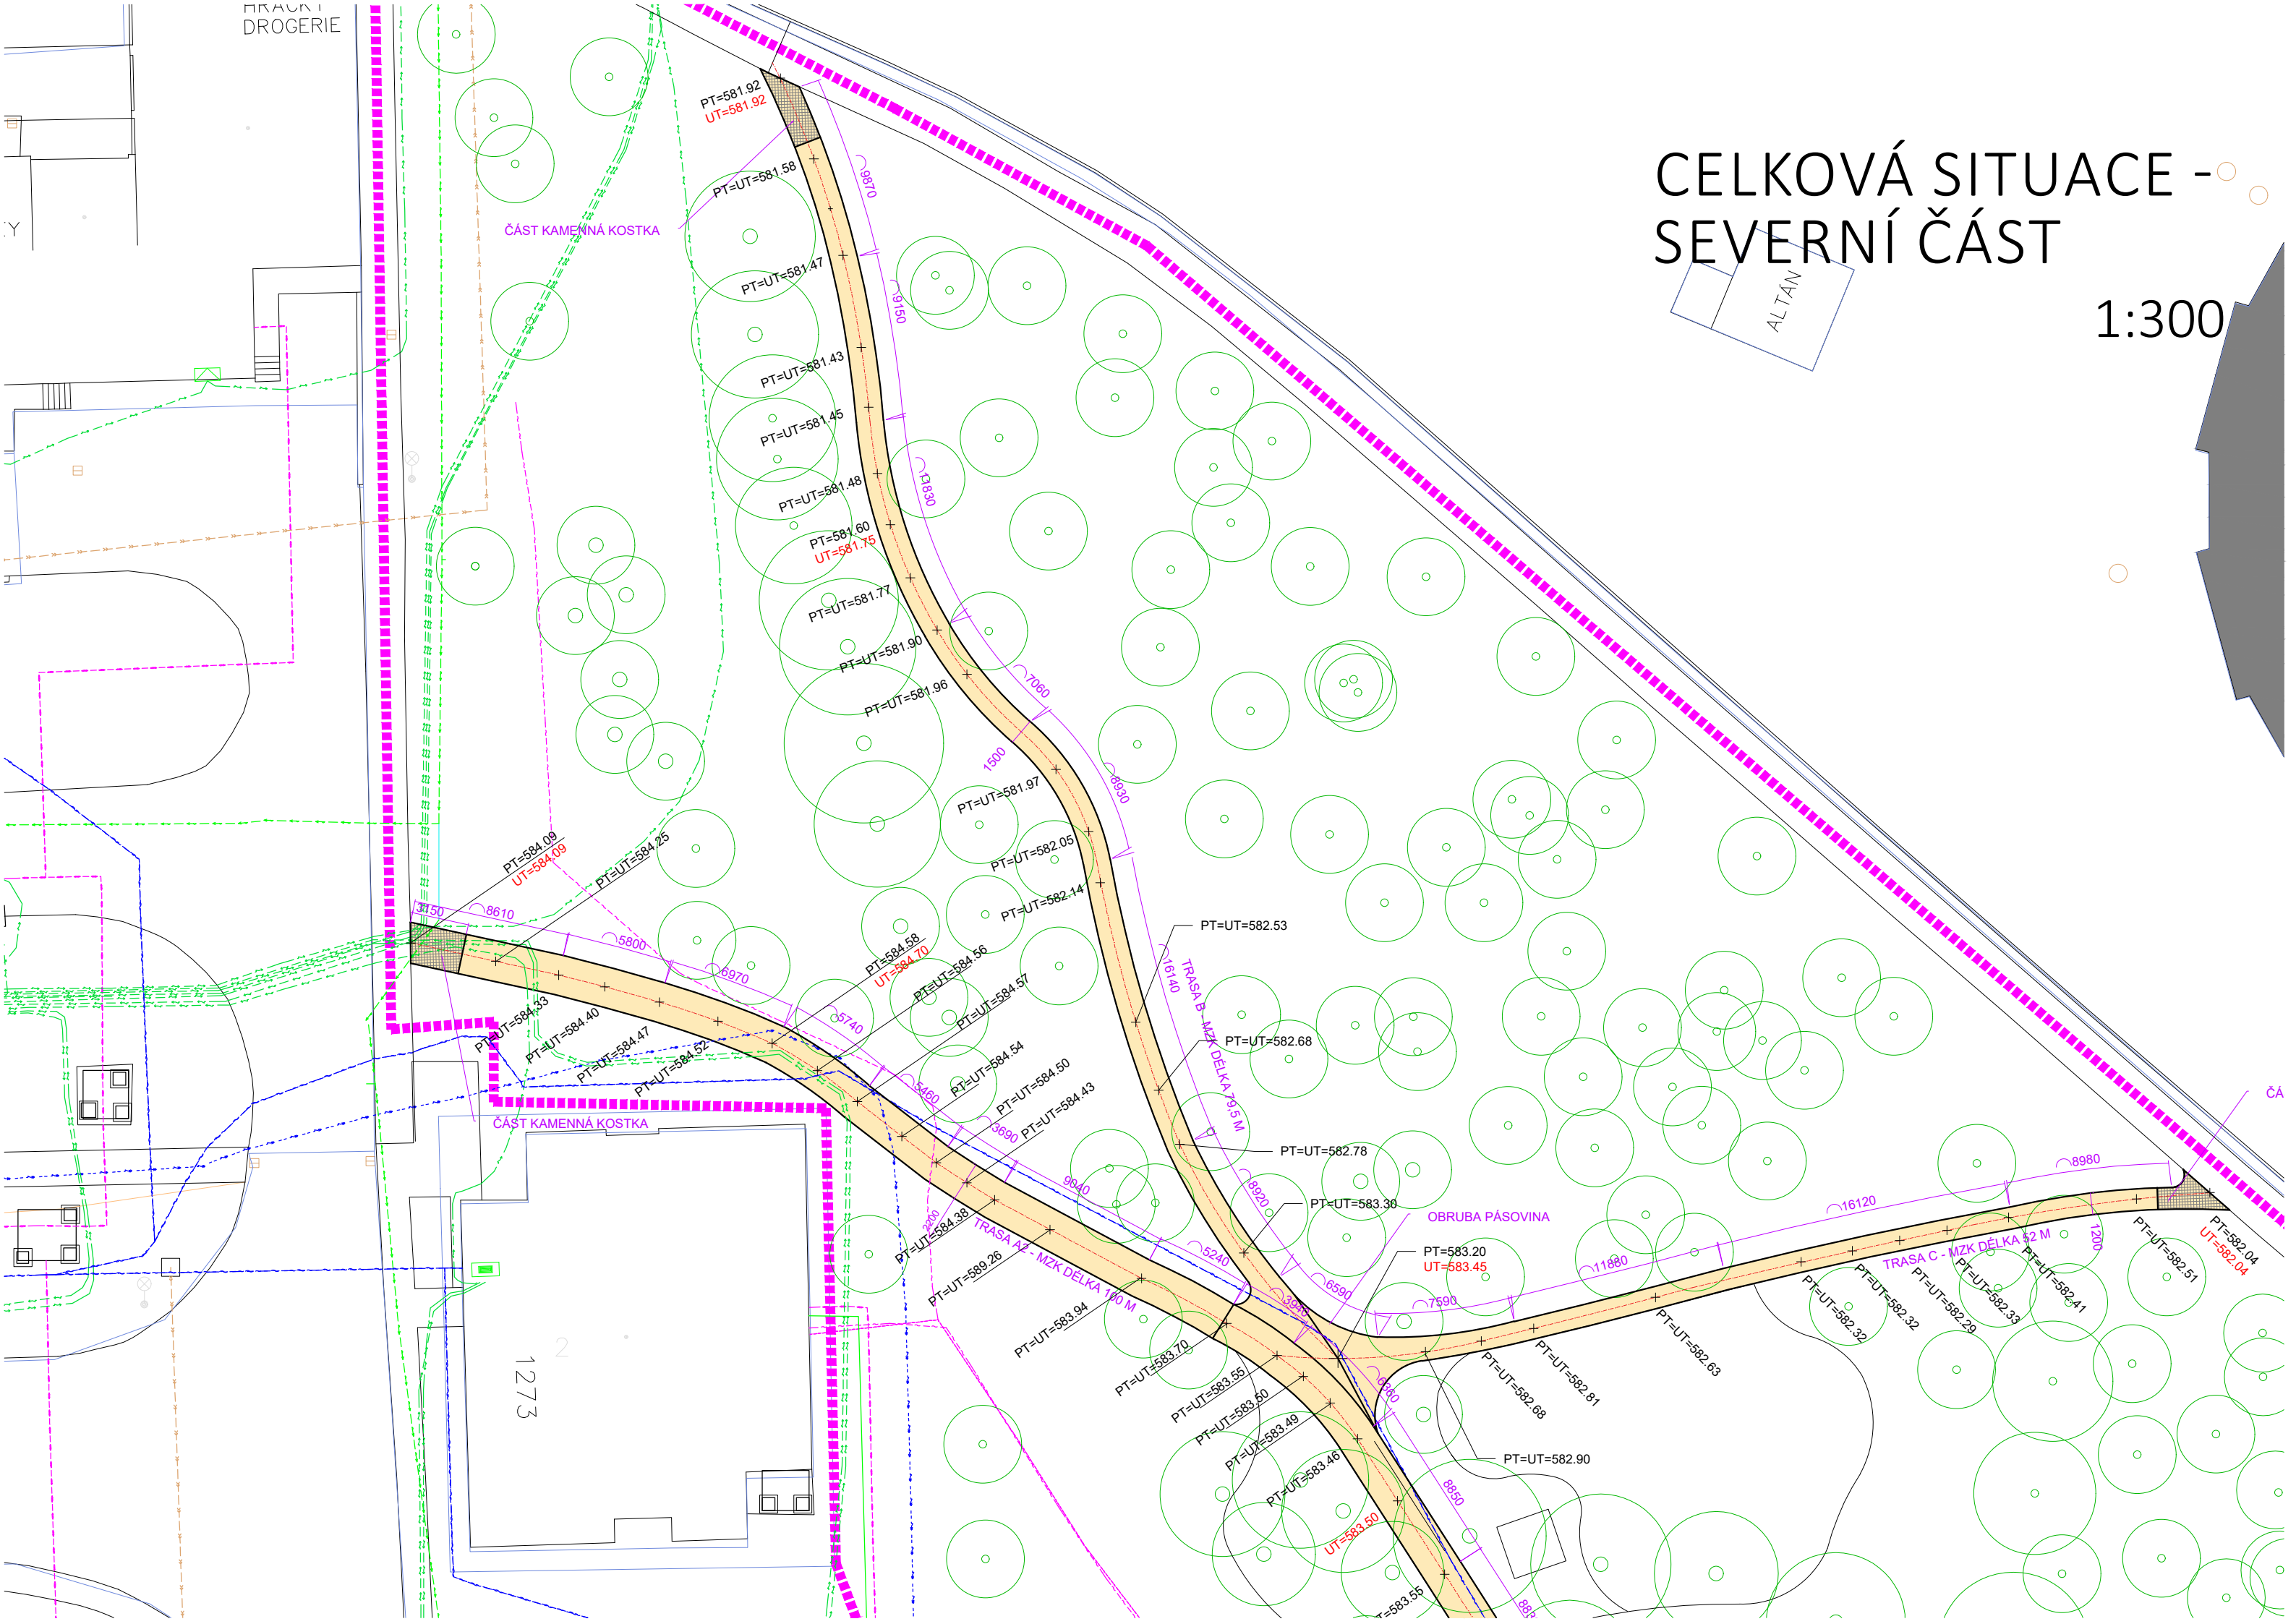 DROGERIE
CELKOVÁ SITUACE -
SEVERNÍ ČÁST
1:300
ALTÁN
PT=581.92
UT=581.92
PT=UT=581.58
ČÁST KAMENNÁ KOSTKA
9870
PT=UT=581.47
9150
PT=UT=581.43
PT=UT=581.45
11830
PT=UT=581.48
PT=581.60
UT=581.75
PT=UT=581.77
PT=UT=581.90
PT=UT=581.96
7060
1500
PT=UT=581.97
8930
PT=UT=582.05
PT=UT=582.14
PT=UT=582.53
16140
TRASA B - MZK DÉLKA 79,5 M
PT=UT=582.68
PT=UT=582.78
8920
PT=UT=583.30
OBRUBA PÁSOVINA
PT=583.20
UT=583.45
6590
7590
11880
16120
8980
ČÁ
1200
TRASA C - MZK DÉLKA 52 M
PT=582.04
UT=582.04
PT=UT=582.51
PT=UT=582.41
PT=UT=582.33
PT=UT=582.29
PT=UT=582.32
PT=UT=582.32
PT=UT=582.63
PT=UT=582.81
PT=UT=582.68
PT=UT=582.90
PT=584.09
UT=584.09
PT=UT=584.25
3150
8610
5800
6970
5740
PT=584.58
UT=584.70
PT=UT=584.56
PT=UT=584.57
PT=UT=584.33
PT=UT=584.40
PT=UT=584.47
PT=UT=584.52
ČÁST KAMENNÁ KOSTKA
5460
PT=UT=584.54
3690
PT=UT=584.50
PT=UT=584.43
9040
2200
PT=UT=584.38
TRASA A2 - MZK DÉLKA 100 M
PT=UT=589.26
5240
3940
PT=UT=583.94
PT=UT=583.70
PT=UT=583.55
PT=UT=583.50
PT=UT=583.49
PT=UT=583.46
6360
8850
UT=583.50
T=583.55
883
2
1273